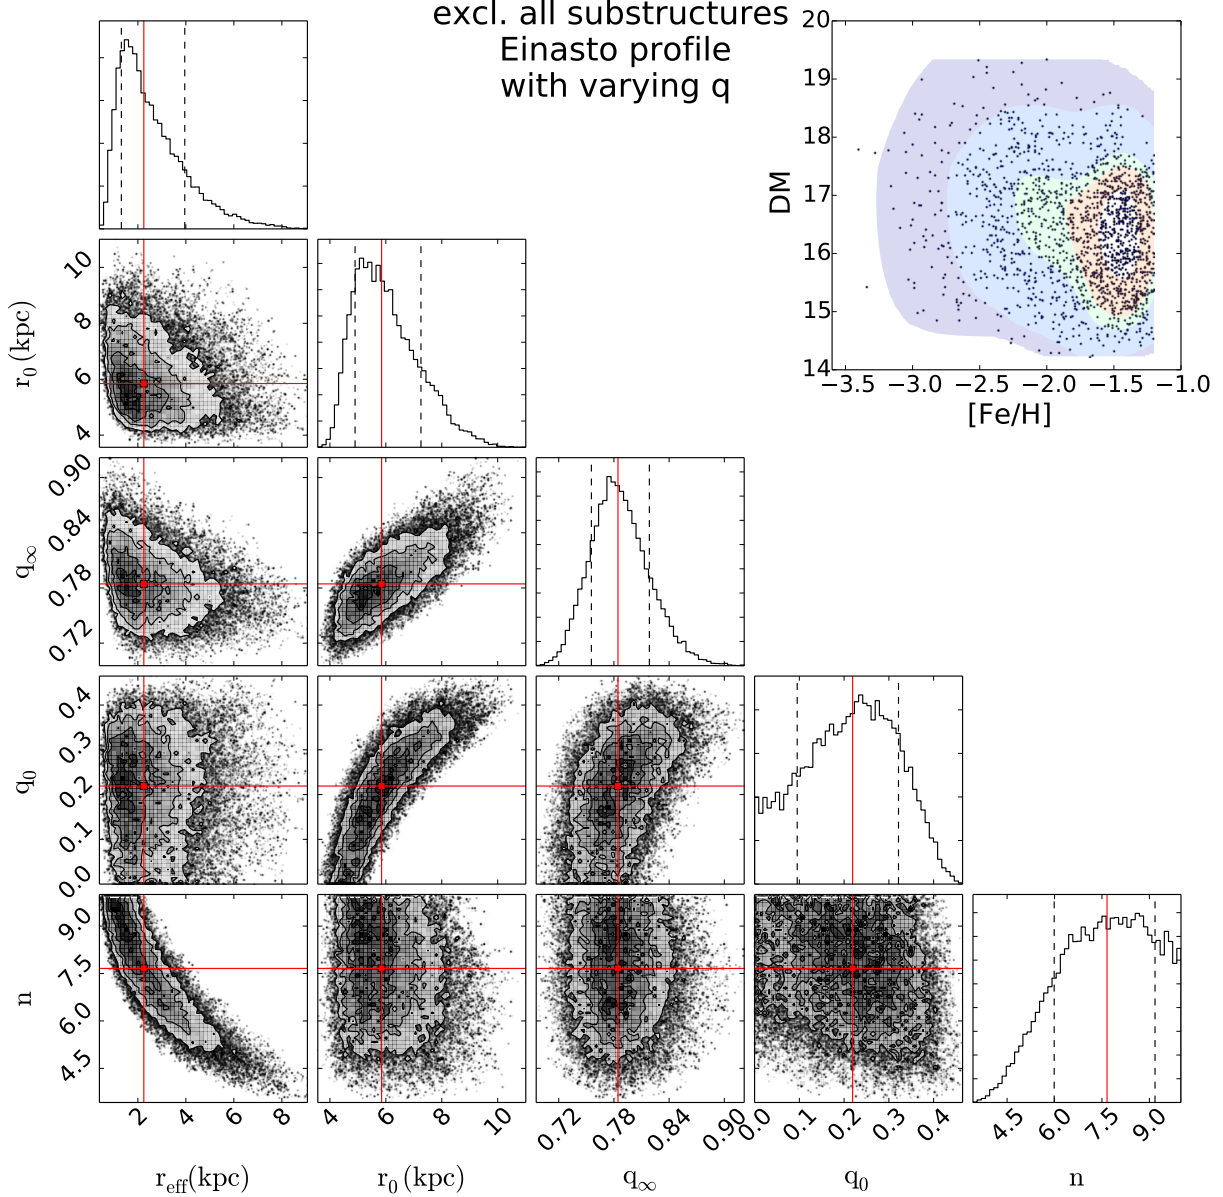 excl. all substructures
Einasto profile
with varying q
20
19
18
17
16
15
14
DM
−3.5 −3.0 −2.5 −2.0 −1.5 −1.0
[Fe/H]
10
8
6
4
r₀ (kpc)
0.90
0.84
0.78
0.72
q∞
0.4
0.3
0.2
0.1
0.0
q₀
9.0
7.5
6.0
4.5
n
2 4 6 8
4 6 8 10
0.72 0.78 0.84 0.90
0.0 0.1 0.2 0.3 0.4
4.5 6.0 7.5 9.0
r_eff(kpc) r₀ (kpc) q∞ q₀ n